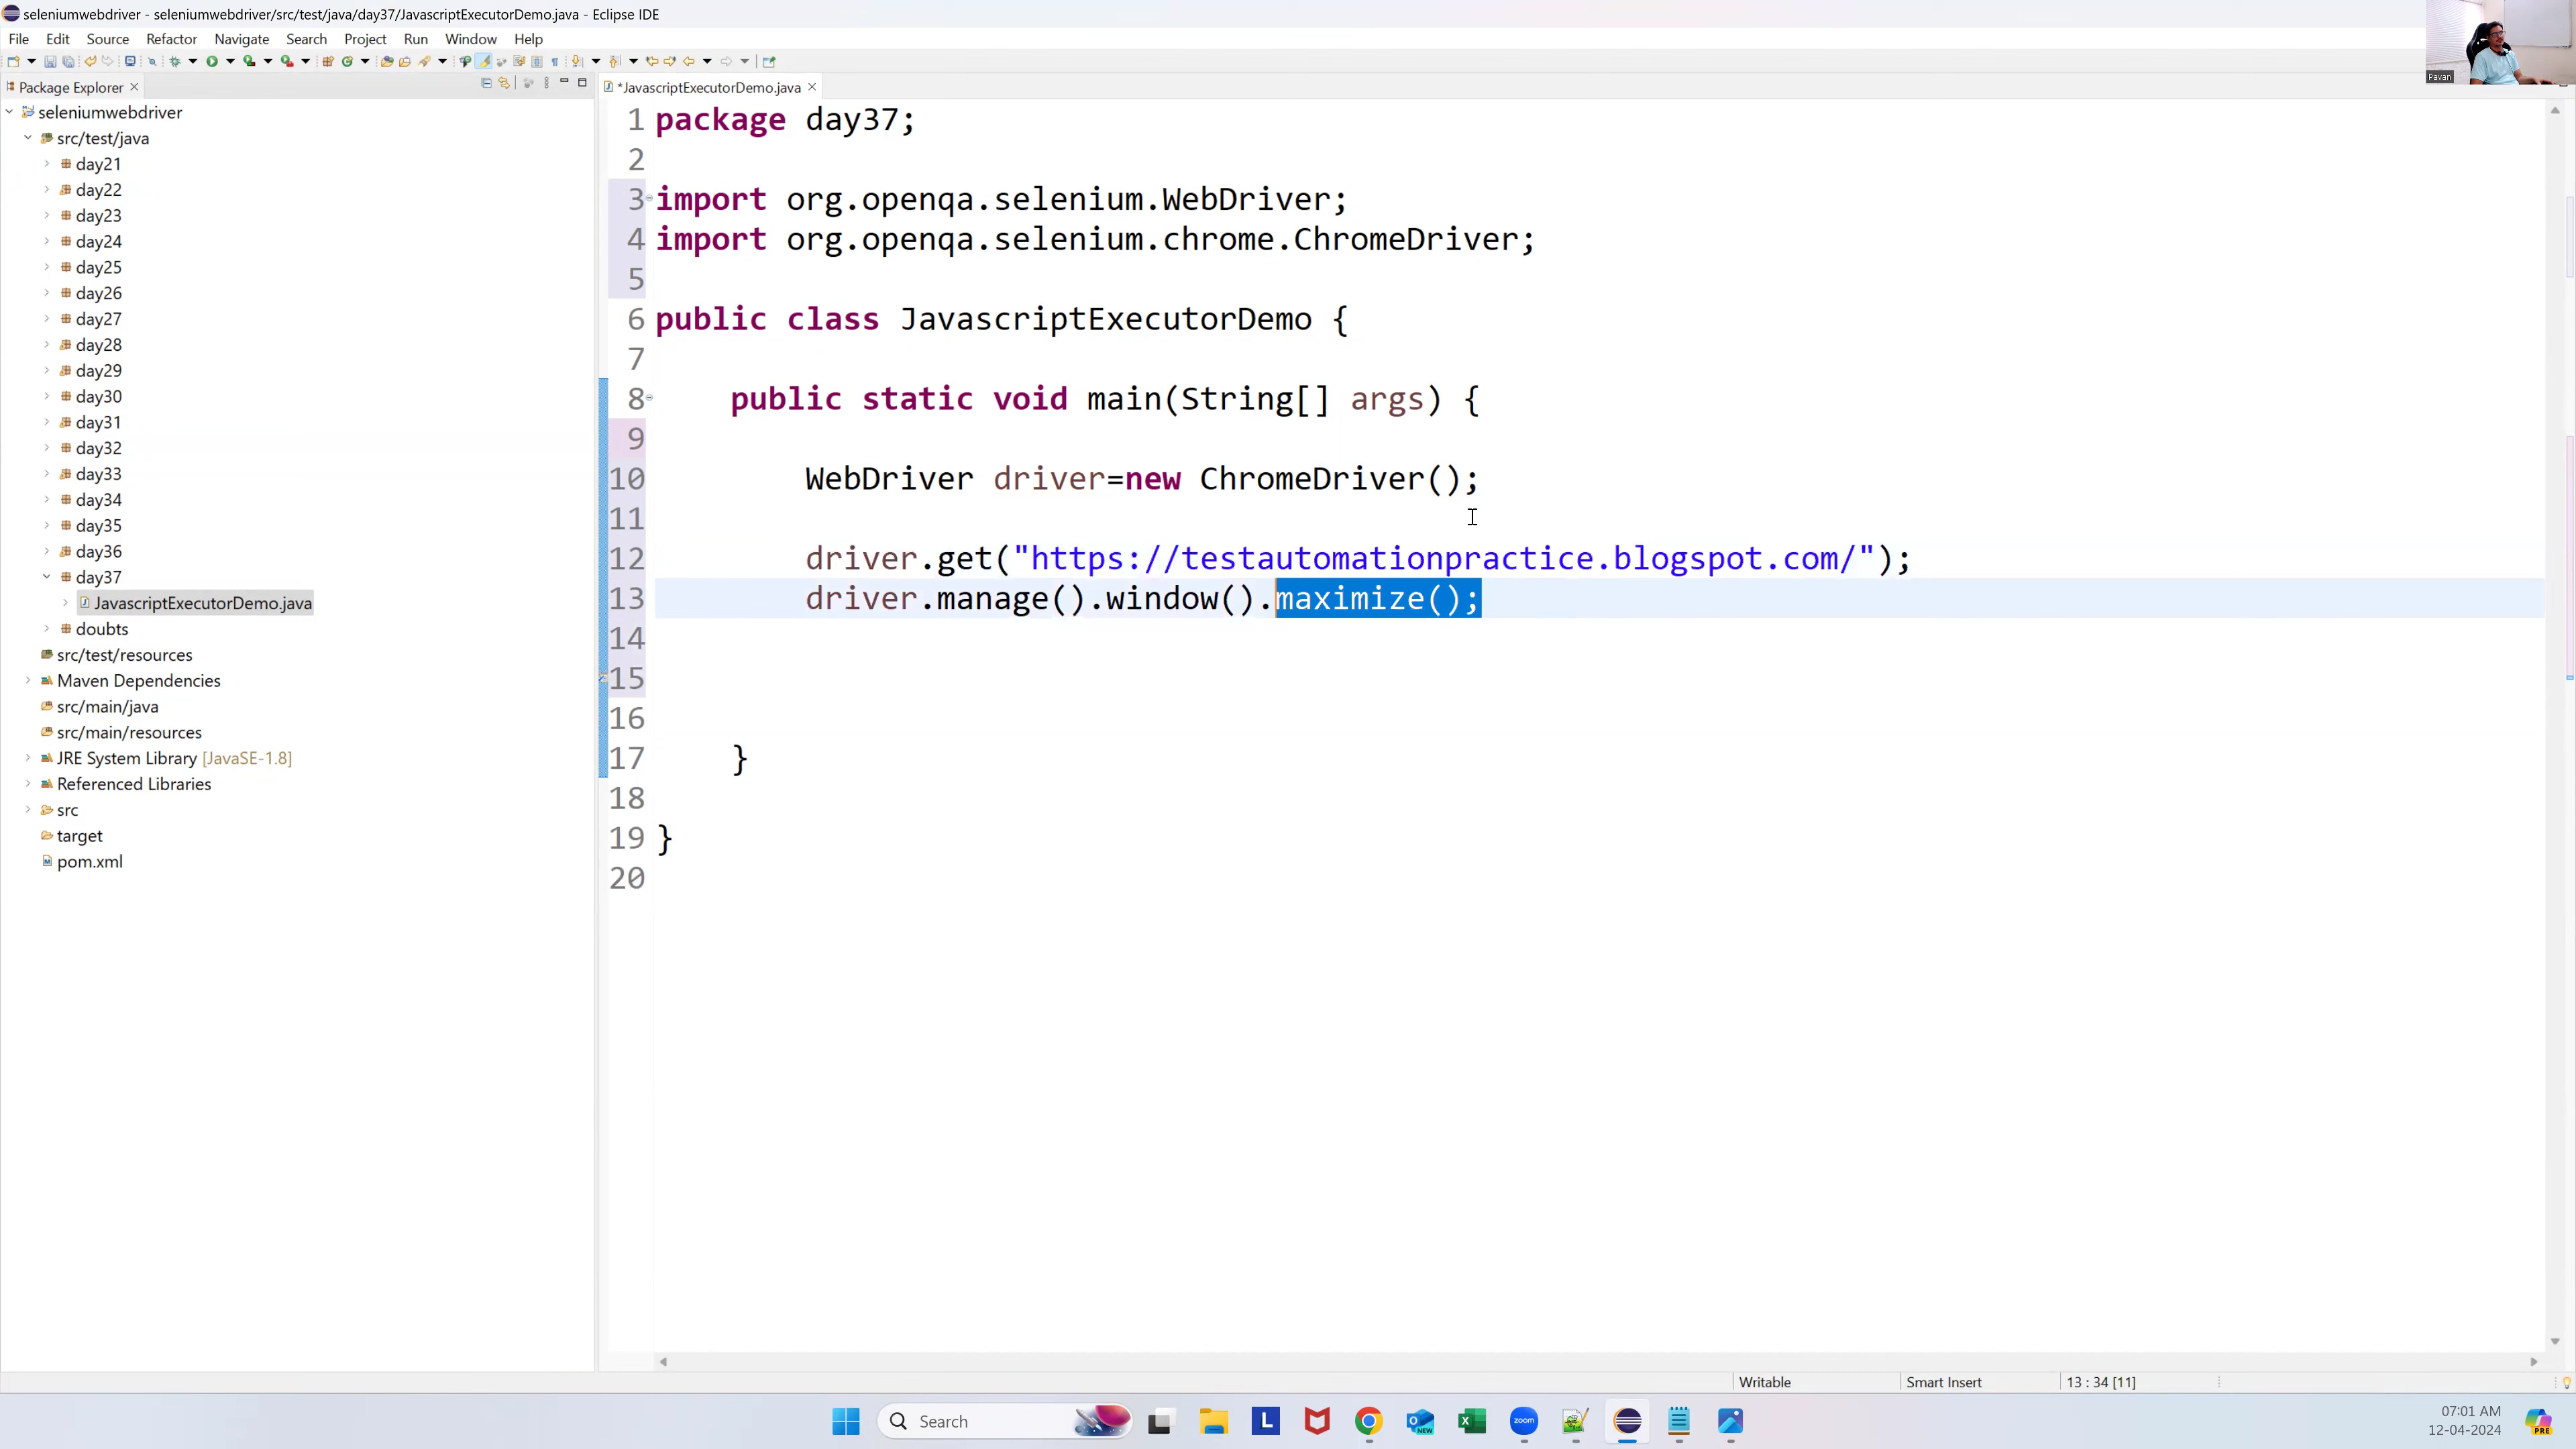 seleniumwebdriver - seleniumwebdriver/src/test/java/day37/JavascriptExecutorDemo.java - Eclipse IDE
File Edit Source Refactor Navigate Search Project Run Window Help
Pavan
Package Explorer
*JavascriptExecutorDemo.java
seleniumwebdriver
src/test/java
day21
day22
day23
day24
day25
day26
day27
day28
day29
day30
day31
day32
day33
day34
day35
day36
day37
JavascriptExecutorDemo.java
doubts
src/test/resources
Maven Dependencies
src/main/java
src/main/resources
JRE System Library [JavaSE-1.8]
Referenced Libraries
src
target
pom.xml
1 package day37;
2
3 import org.openqa.selenium.WebDriver;
4 import org.openqa.selenium.chrome.ChromeDriver;
5
6 public class JavascriptExecutorDemo {
7
8 public static void main(String[] args) {
9
10 WebDriver driver=new ChromeDriver();
11
12 driver.get("https://testautomationpractice.blogspot.com/");
13 driver.manage().window().maximize();
14
15
16
17 }
18
19 }
20
Writable Smart Insert 13 : 34 [11]
Search
L
NEW
zoom
07:01 AM
12-04-2024
PRE